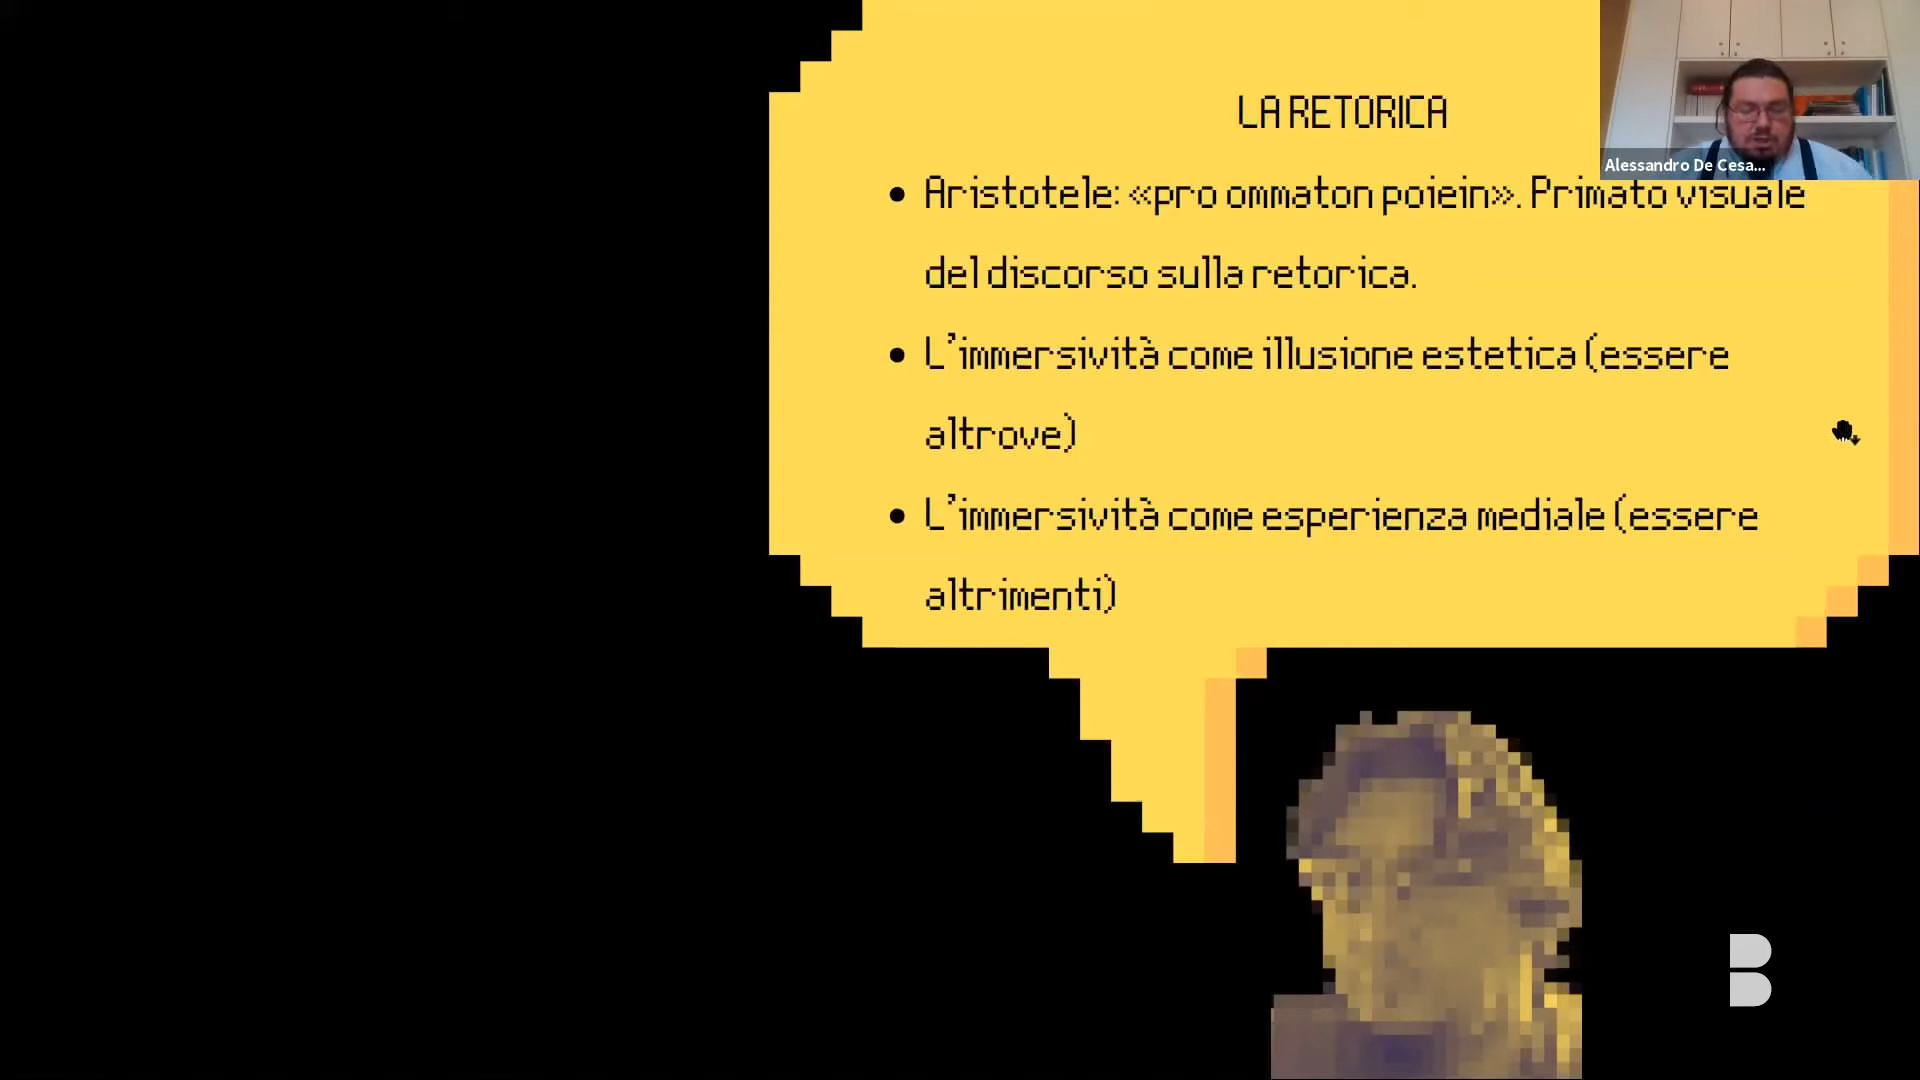 LA RETORICA
Alessandro De Cesa...
• Aristotele: «pro ommaton poiein». Primato visuale
del discorso sulla retorica.
• L'immersività come illusione estetica (essere
altrove)
• L'immersività come esperienza mediale (essere
altrimenti)